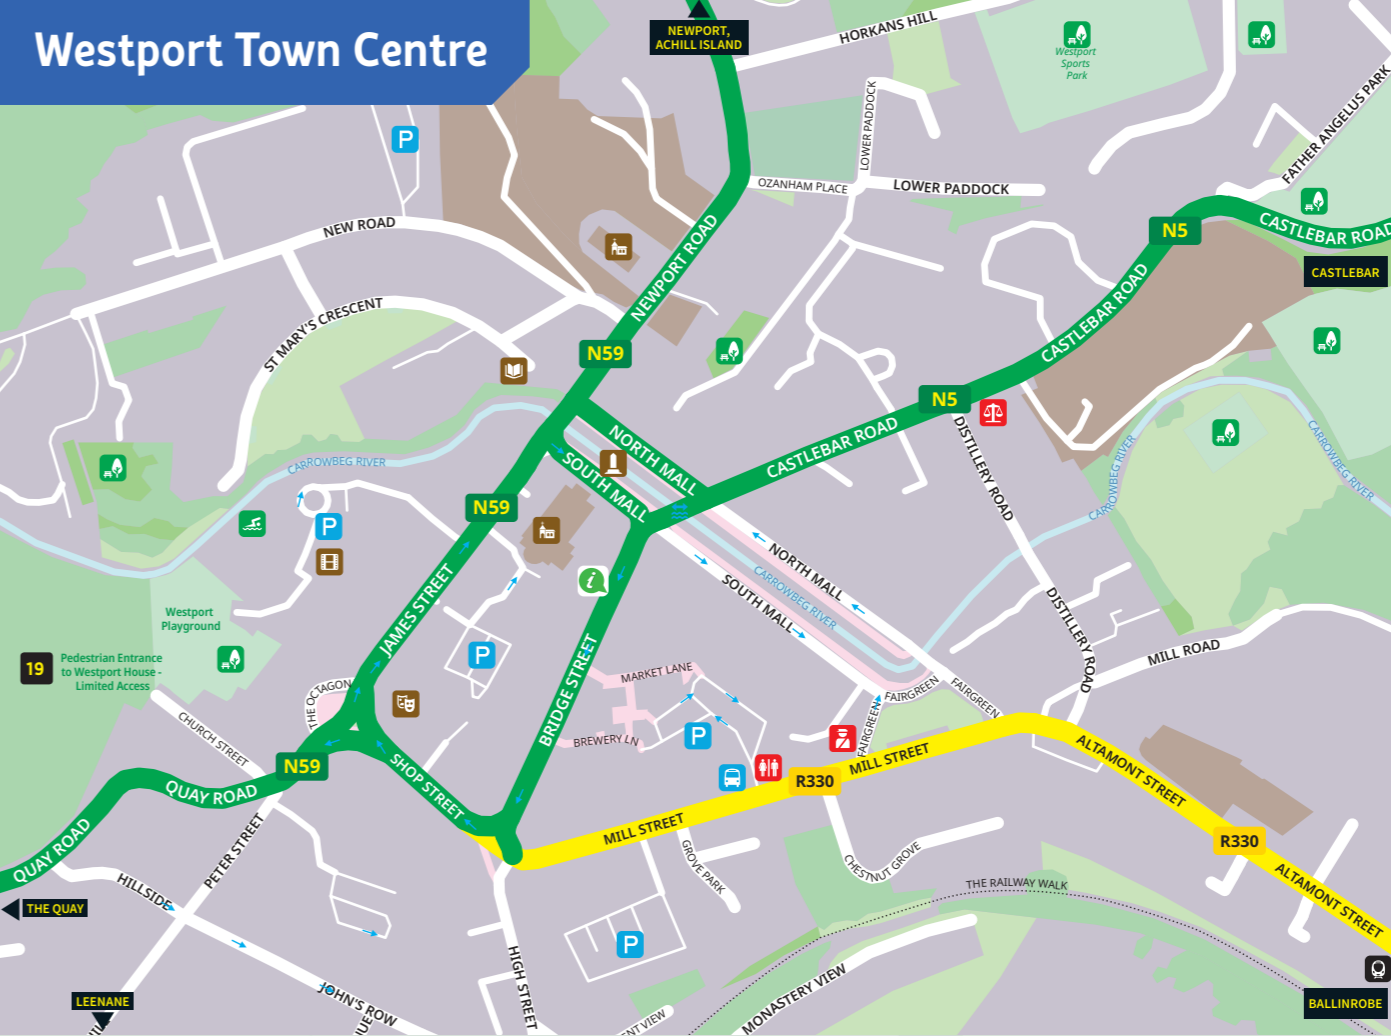 Westport Town Centre
NEWPORT,
ACHILL ISLAND
HORKANS HILL
Westport
Sports
Park
P
LOWER PADDOCK
FATHER ANGELUS PARK
OZANHAM PLACE
LOWER PADDOCK
NEW ROAD
NEWPORT ROAD
N5
CASTLEBAR ROAD
CASTLEBAR
ST MARY'S CRESCENT
CASTLEBAR ROAD
N59
N5
NORTH MALL
CASTLEBAR ROAD
DISTILLERY ROAD
CARROWBEG RIVER
CARROWBEG RIVER
CARROWBEG RIVER
SOUTH MALL
N59
P
i
NORTH MALL
CARROWBEG RIVER
SOUTH MALL
JAMES STREET
DISTILLERY ROAD
Westport
Playground
19
Pedestrian Entrance
to Westport House -
Limited Access
P
BRIDGE STREET
MARKET LANE
MILL ROAD
THE OCTAGON
FAIRGREEN
FAIRGREEN
FAIRGREEN
CHURCH STREET
BREWERY LN
P
N59
SHOP STREET
R330
MILL STREET
ALTAMONT STREET
QUAY ROAD
QUAY ROAD
MILL STREET
R330
PETER STREET
GROVE PARK
CHESTNUT GROVE
THE RAILWAY WALK
ALTAMONT STREET
HILLSIDE
THE QUAY
P
HIGH STREET
MONASTERY VIEW
LEENANE
JOHN'S ROW
ENT VIEW
BALLINROBE